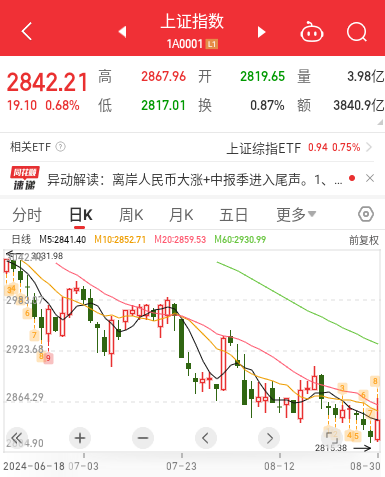 上证指数
1A0001 L1
2842.21
19.10 0.68%
高 2867.96 开 2819.65 量 3.98亿
低 2817.01 换 0.87% 额 3840.9亿
相关ETF ? 上证综指ETF 0.94 0.75%
同花顺速递 异动解读：离岸人民币大涨+中报季进入尾声。1、...
分时 日K 周K 月K 五日 更多
日线 M5:2841.40 M10:2852.71 M20:2859.53 M60:2930.99 前复权
3031.98
2923.68
2864.29
2815.38
2024-06-18 07-03 07-23 08-12 08-30